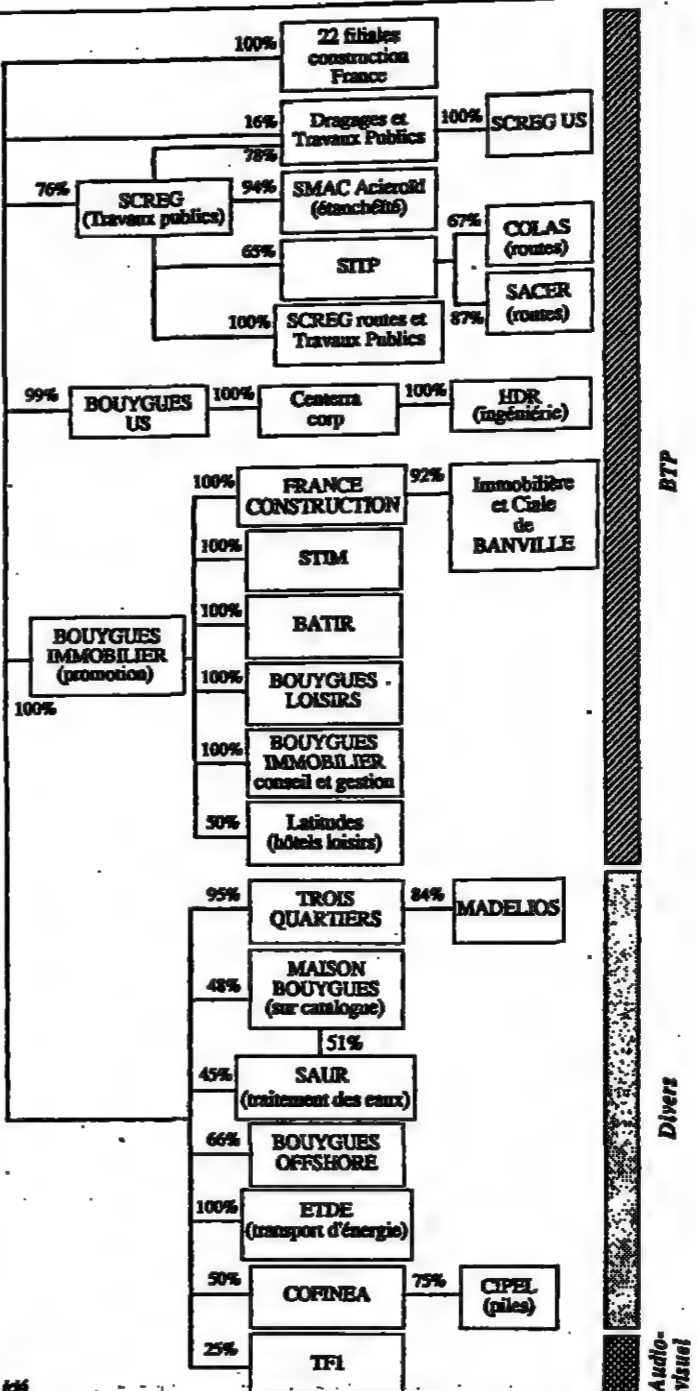 100%
22 filiales
construction
France
16%
Dragages et
Travaux Publics
100%
SCREG US
78%
76%
SCREG
(Travaux publics)
94%
SMAC Acieroïd
(étanchéité)
65%
SITP
67%
COLAS
(routes)
87%
SACER
(routes)
100%
SCREG routes et
Travaux Publics
99%
BOUYGUES
US
100%
Centerra
corp
100%
HDR
(ingéniérie)
BTP
100%
FRANCE
CONSTRUCTION
92%
Immobilière
et Ciale
de
BANVILLE
100%
STIM
100%
BATIR
BOUYGUES
IMMOBILIER
(promotion)
100%
100%
BOUYGUES
LOISIRS
100%
BOUYGUES
IMMOBILIER
conseil et gestion
50%
Latitudes
(hôtels loisirs)
95%
TROIS
QUARTIERS
84%
MADELIOS
48%
MAISON
BOUYGUES
(sur catalogue)
51%
45%
SAUR
(traitement des eaux)
Divers
66%
BOUYGUES
OFFSHORE
100%
ETDE
(transport d'énergie)
50%
COFINEA
75%
CIPEL
(piles)
25%
TF1
Audio-
visuel